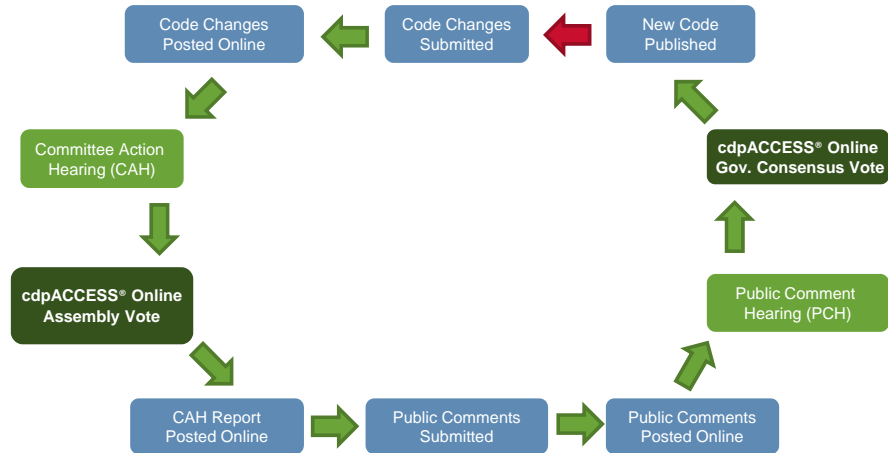 Code Changes
Posted Online
Code Changes
Submitted
New Code
Published
Committee Action
Hearing (CAH)
cdpACCESS® Online
Gov. Consensus Vote
cdpACCESS® Online
Assembly Vote
Public Comment
Hearing (PCH)
CAH Report
Posted Online
Public Comments
Submitted
Public Comments
Posted Online